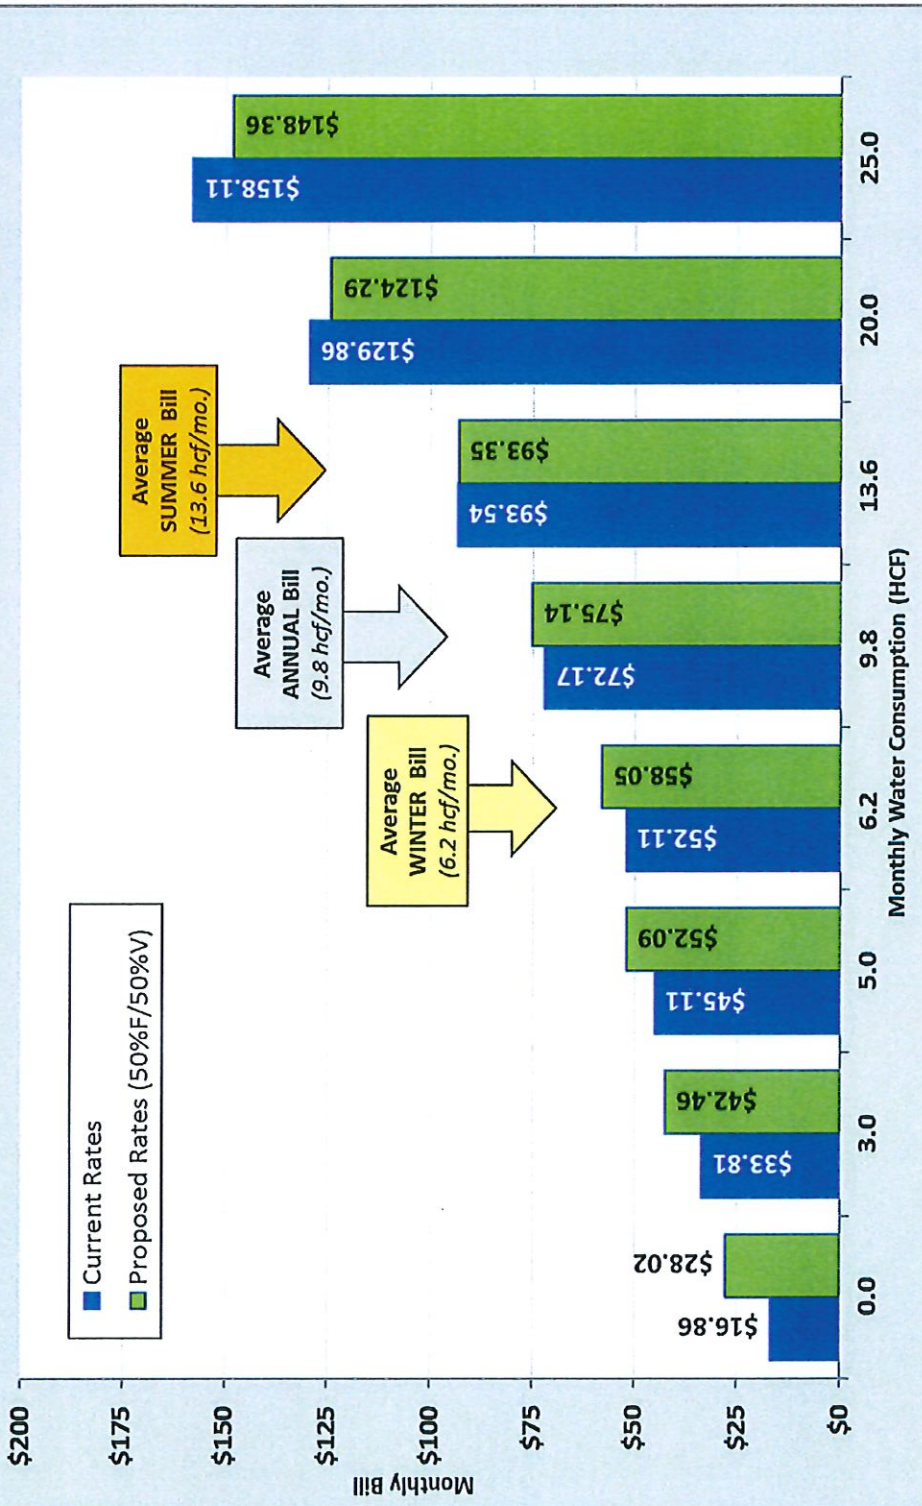 $200
$175
$150
$125
$100
$75
$50
$25
$0
Monthly Bill
Current Rates
Proposed Rates (50%F/50%V)
Average
WINTER Bill
(6.2 hcf/mo.)
Average
ANNUAL Bill
(9.8 hcf/mo.)
Average
SUMMER Bill
(13.6 hcf/mo.)
$16.86
$28.02
$33.81
$42.46
$45.11
$52.09
$52.11
$58.05
$72.17
$75.14
$93.54
$93.35
$129.86
$124.29
$158.11
$148.36
0.0
3.0
5.0
6.2
9.8
13.6
20.0
25.0
Monthly Water Consumption (HCF)